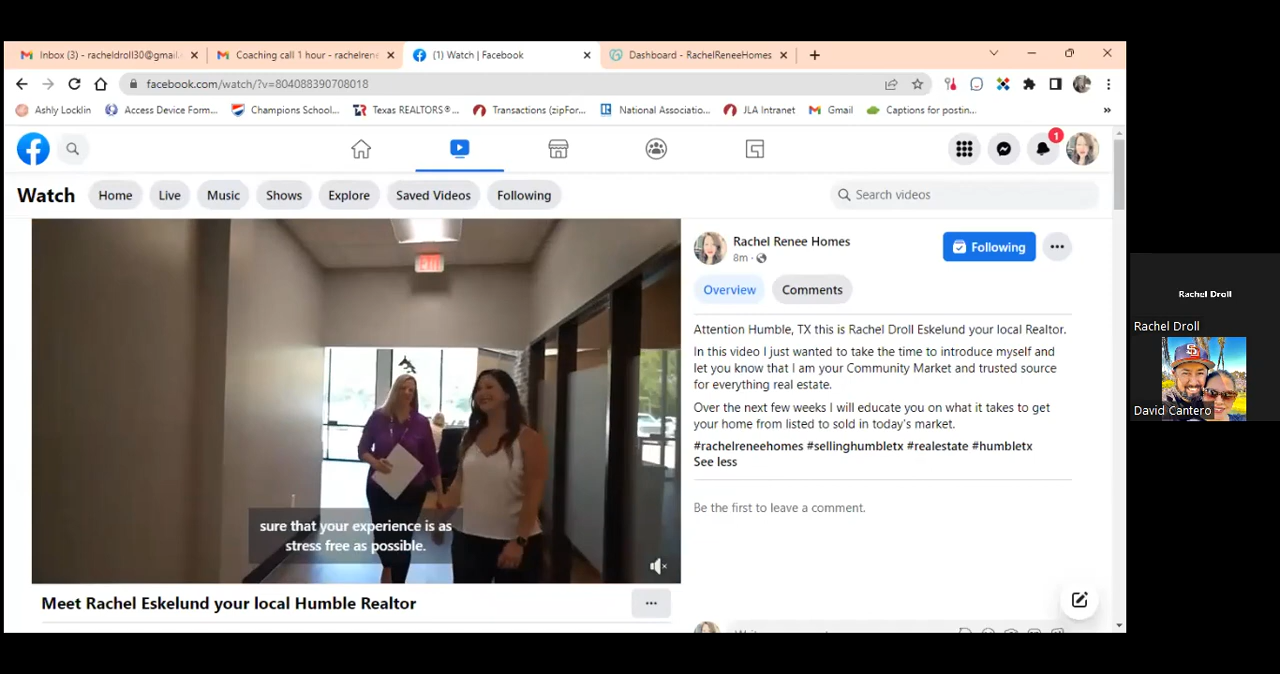 Inbox (3) - racheldroll30@gmail.
Coaching call 1 hour - rachelrene
(1) Watch | Facebook
Dashboard - RachelReneeHomes
facebook.com/watch/?v=804088390708018
Ashly Locklin
Access Device Form...
Champions School...
Texas REALTORS®...
Transactions (zipFor...
National Associatio...
JLA Intranet
Gmail
Captions for postin...
»
1
Watch
Home
Live
Music
Shows
Explore
Saved Videos
Following
Search videos
EXIT
sure that your experience is as
stress free as possible.
Meet Rachel Eskelund your local Humble Realtor
Rachel Renee Homes
8m ·
Following
Overview
Comments
Attention Humble, TX this is Rachel Droll Eskelund your local Realtor.
In this video I just wanted to take the time to introduce myself and
let you know that I am your Community Market and trusted source
for everything real estate.
Over the next few weeks I will educate you on what it takes to get
your home from listed to sold in today's market.
#rachelreneehomes #sellinghumbletx #realestate #humbletx
See less
Be the first to leave a comment.
Rachel Droll
Rachel Droll
David Cantero